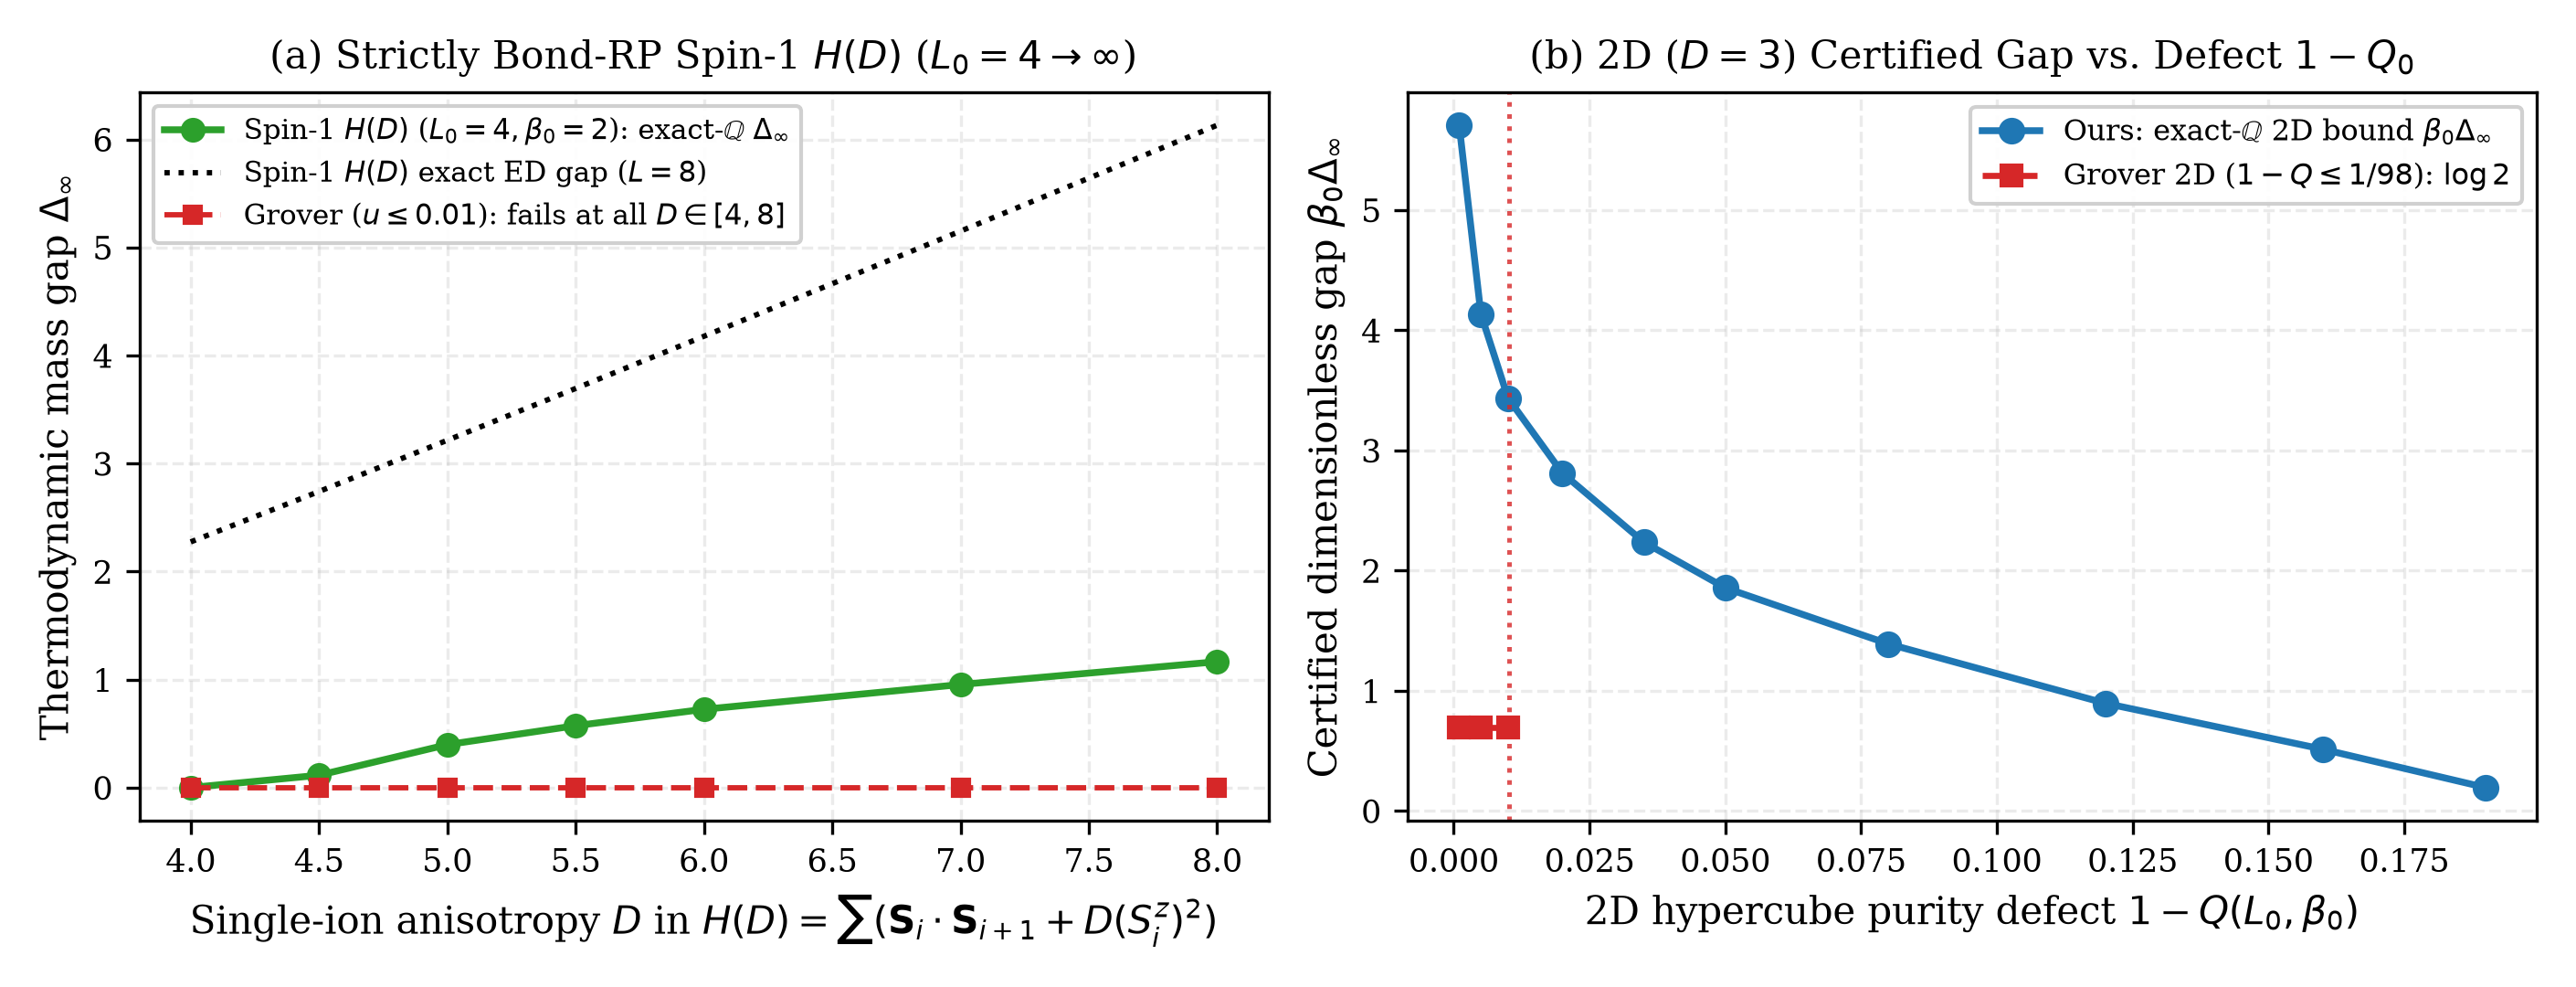 (a) Strictly Bond-RP Spin-1 H(D) (L₀ = 4 → ∞)
Thermodynamic mass gap Δ∞
6
5
4
3
2
1
0
Spin-1 H(D) (L₀ = 4, β₀ = 2): exact-ℚ Δ∞
Spin-1 H(D) exact ED gap (L = 8)
Grover (u ≤ 0.01): fails at all D ∈ [4, 8]
4.0 4.5 5.0 5.5 6.0 6.5 7.0 7.5 8.0
Single-ion anisotropy D in H(D) = ∑(𝐒ᵢ · 𝐒ᵢ₊₁ + D(Sᵢᶻ)²)
(b) 2D (D = 3) Certified Gap vs. Defect 1 − Q₀
Certified dimensionless gap β₀Δ∞
5
4
3
2
1
0
Ours: exact-ℚ 2D bound β₀Δ∞
Grover 2D (1 − Q ≤ 1/98): log 2
0.000 0.025 0.050 0.075 0.100 0.125 0.150 0.175
2D hypercube purity defect 1 − Q(L₀, β₀)